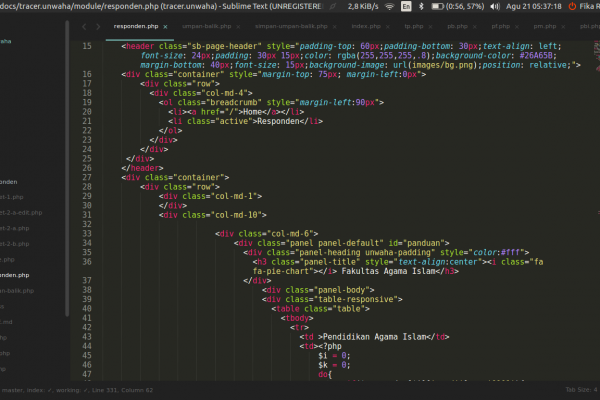 docs/tracer.unwaha/module/responden.php (tracer.unwaha) - Sublime Text (UNREGISTERE
2,8 KiB/s En (0:56, 57%) Agu 21 05:37:18 Fika R
responden.php × umpan-balik.php simpan-umpan-balik.php index.php tp.php pb.php pf.php pm.php
15 <header class="sb-page-header" style="padding-top: 60px;padding-bottom: 30px;text-align: left;
font-size: 24px;padding: 30px 15px;color: rgba(255,255,255,.8);background-color: #26A65B;
margin-bottom: 40px;font-size: 15px;background-image: url(images/bg.png);position: relative;">
16 <div class="container" style="margin-top: 75px; margin-left:0px">
17 <div class="row">
18 <div class="col-md-4">
19 <ol class="breadcrumb" style="margin-left:90px">
20 <li><a href="/">Home</a></li>
21 <li class="active">Responden</li>
22 </ol>
23 </div>
24 </div>
25 </div>
26 </header>
27 <div class="container">
28 <div class="row">
29 <div class="col-md-1">
30 </div>
31 <div class="col-md-10">
32
33 <div class="col-md-6">
34 <div class="panel panel-default" id="panduan">
35 <div class="panel-heading unwaha-padding" style="color:#fff">
36 <h3 class="panel-title" style="text-align:center"><i class="fa
fa-pie-chart"></i> Fakultas Agama Islam</h3>
37 </div>
38 <div class="panel-body">
39 <div class="table-responsive">
40 <table class="table">
41 <tbody>
42 <tr>
43 <td >Pendidikan Agama Islam</td>
44 <td><?php
45 $i = 0;
46 $k = 0;
47 do{
aha
onden
et-1.php
et-2-a-edit.php
et-2-a.php
et-2-b.php
.php
nden.php
an-balik.php
.md
php
php
master, index: ✓, working: ✓, Line 331, Column 62
Tab Size: 4